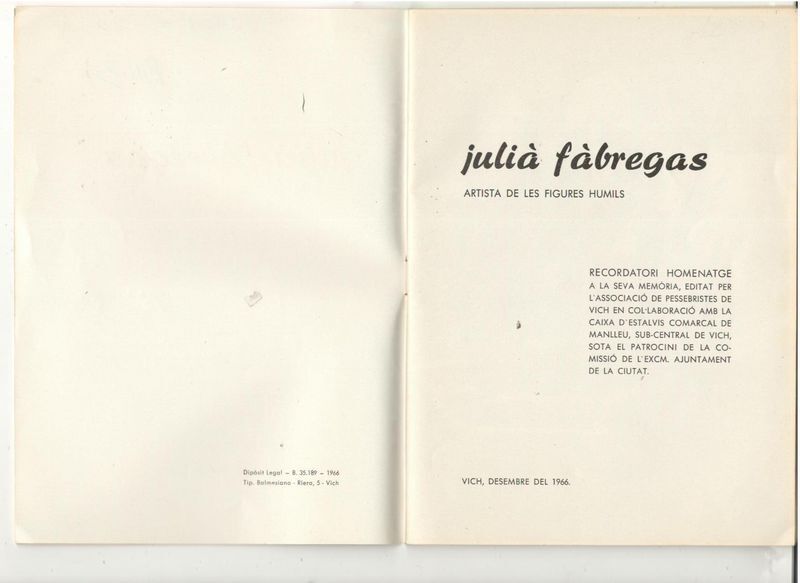 Dipòsit Legal – B. 35.189 – 1966
Tip. Balmesiana - Riera, 5 - Vich
julià fàbregas
ARTISTA DE LES FIGURES HUMILS
RECORDATORI HOMENATGE
A LA SEVA MEMÒRIA, EDITAT PER
L'ASSOCIACIÓ DE PESSEBRISTES DE
VICH EN COL·LABORACIÓ AMB LA
CAIXA D'ESTALVIS COMARCAL DE
MANLLEU, SUB-CENTRAL DE VICH,
SOTA EL PATROCINI DE LA CO-
MISSIÓ DE L'EXCM. AJUNTAMENT
DE LA CIUTAT.
VICH, DESEMBRE DEL 1966.